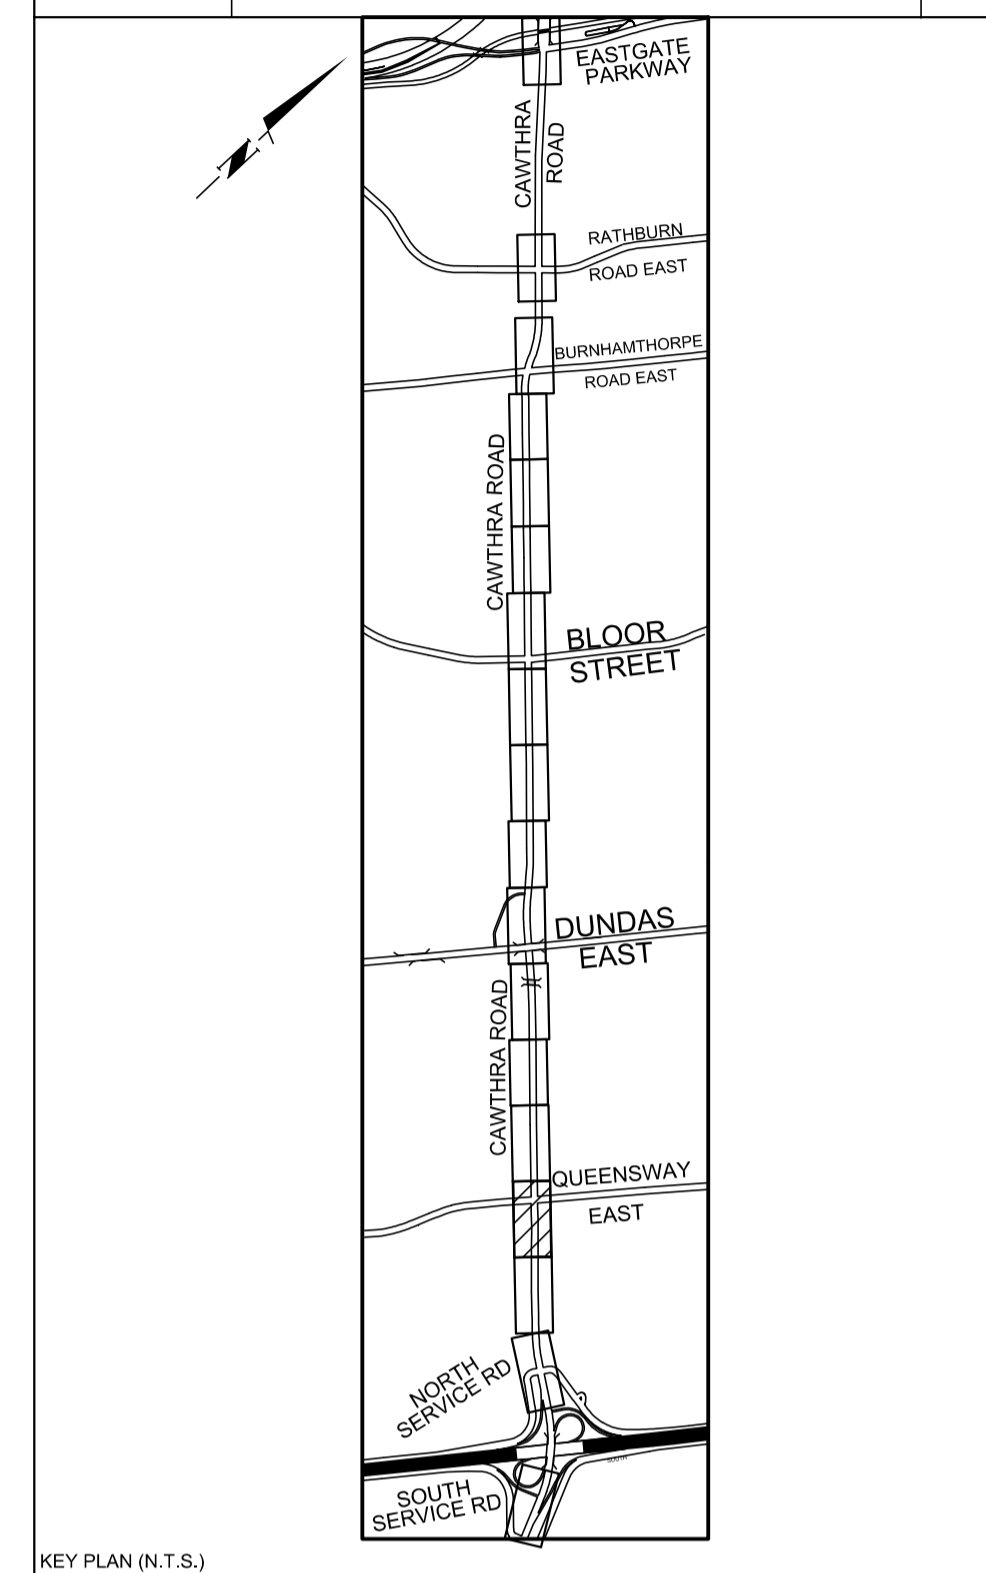 EASTGATE
PARKWAY
N
CAWTHRA
ROAD
RATHBURN
ROAD EAST
BURNHAMTHORPE
ROAD EAST
CAWTHRA ROAD
BLOOR
STREET
DUNDAS
EAST
CAWTHRA ROAD
QUEENSWAY
EAST
NORTH
SERVICE RD
SOUTH
SOUTH
SERVICE RD
KEY PLAN (N.T.S.)